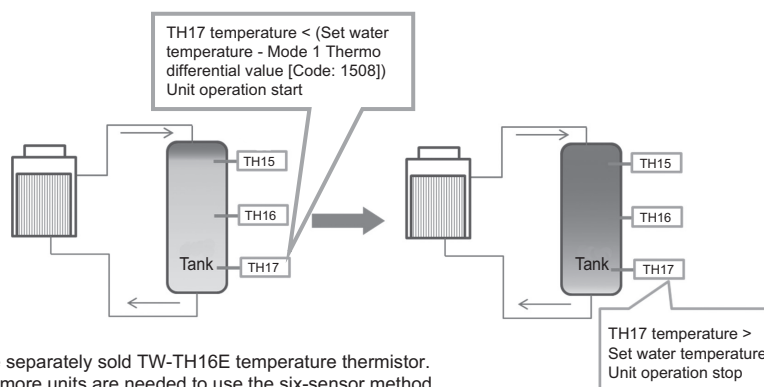 TH17 temperature < (Set water
temperature - Mode 1 Thermo
differential value [Code: 1508])
Unit operation start
TH15
TH16
Tank
TH17
TH15
TH16
Tank
TH17
TH17 temperature >
Set water temperature
Unit operation stop
separately sold TW-TH16E temperature thermistor.
more units are needed to use the six-sensor method